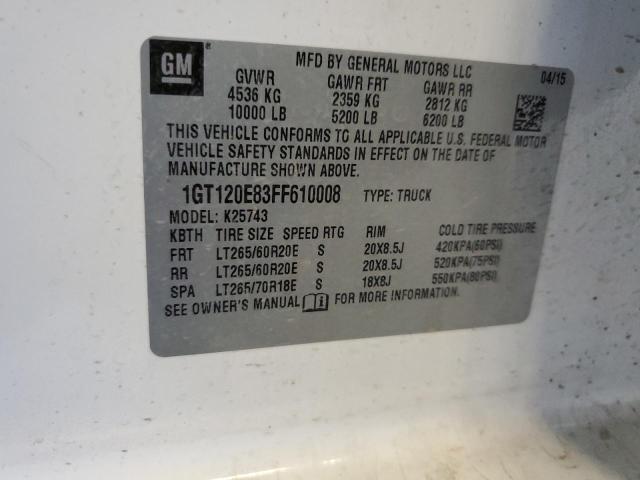 GM
®
MFD BY GENERAL MOTORS LLC
04/15
GVWR GAWR FRT GAWR RR
4536 KG 2359 KG 2812 KG
10000 LB 5200 LB 6200 LB
THIS VEHICLE CONFORMS TO ALL APPLICABLE U.S. FEDERAL MOTOR
VEHICLE SAFETY STANDARDS IN EFFECT ON THE DATE OF
MANUFACTURE SHOWN ABOVE.
1GT120E83FF610008 TYPE: TRUCK
MODEL: K25743
KBTH TIRE SIZE SPEED RTG RIM COLD TIRE PRESSURE
FRT LT265/60R20E S 20X8.5J 420KPA(60PSI)
RR LT265/60R20E S 20X8.5J 520KPA(75PSI)
SPA LT265/70R18E S 18X8J 550KPA(80PSI)
SEE OWNER'S MANUAL FOR MORE INFORMATION.